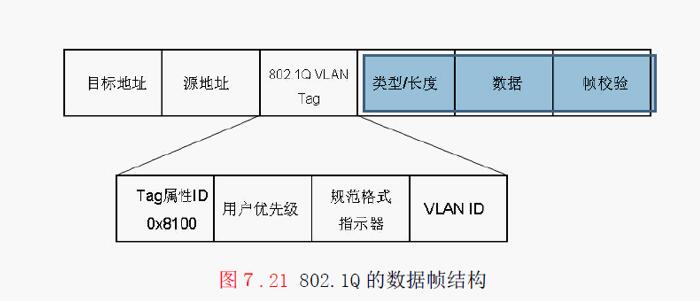 目标地址
源地址
802.1Q VLAN
Tag
类型/长度
数据
帧校验
Tag属性ID
0x8100
用户优先级
规范格式
指示器
VLAN ID
图7.21 802.1Q的数据帧结构